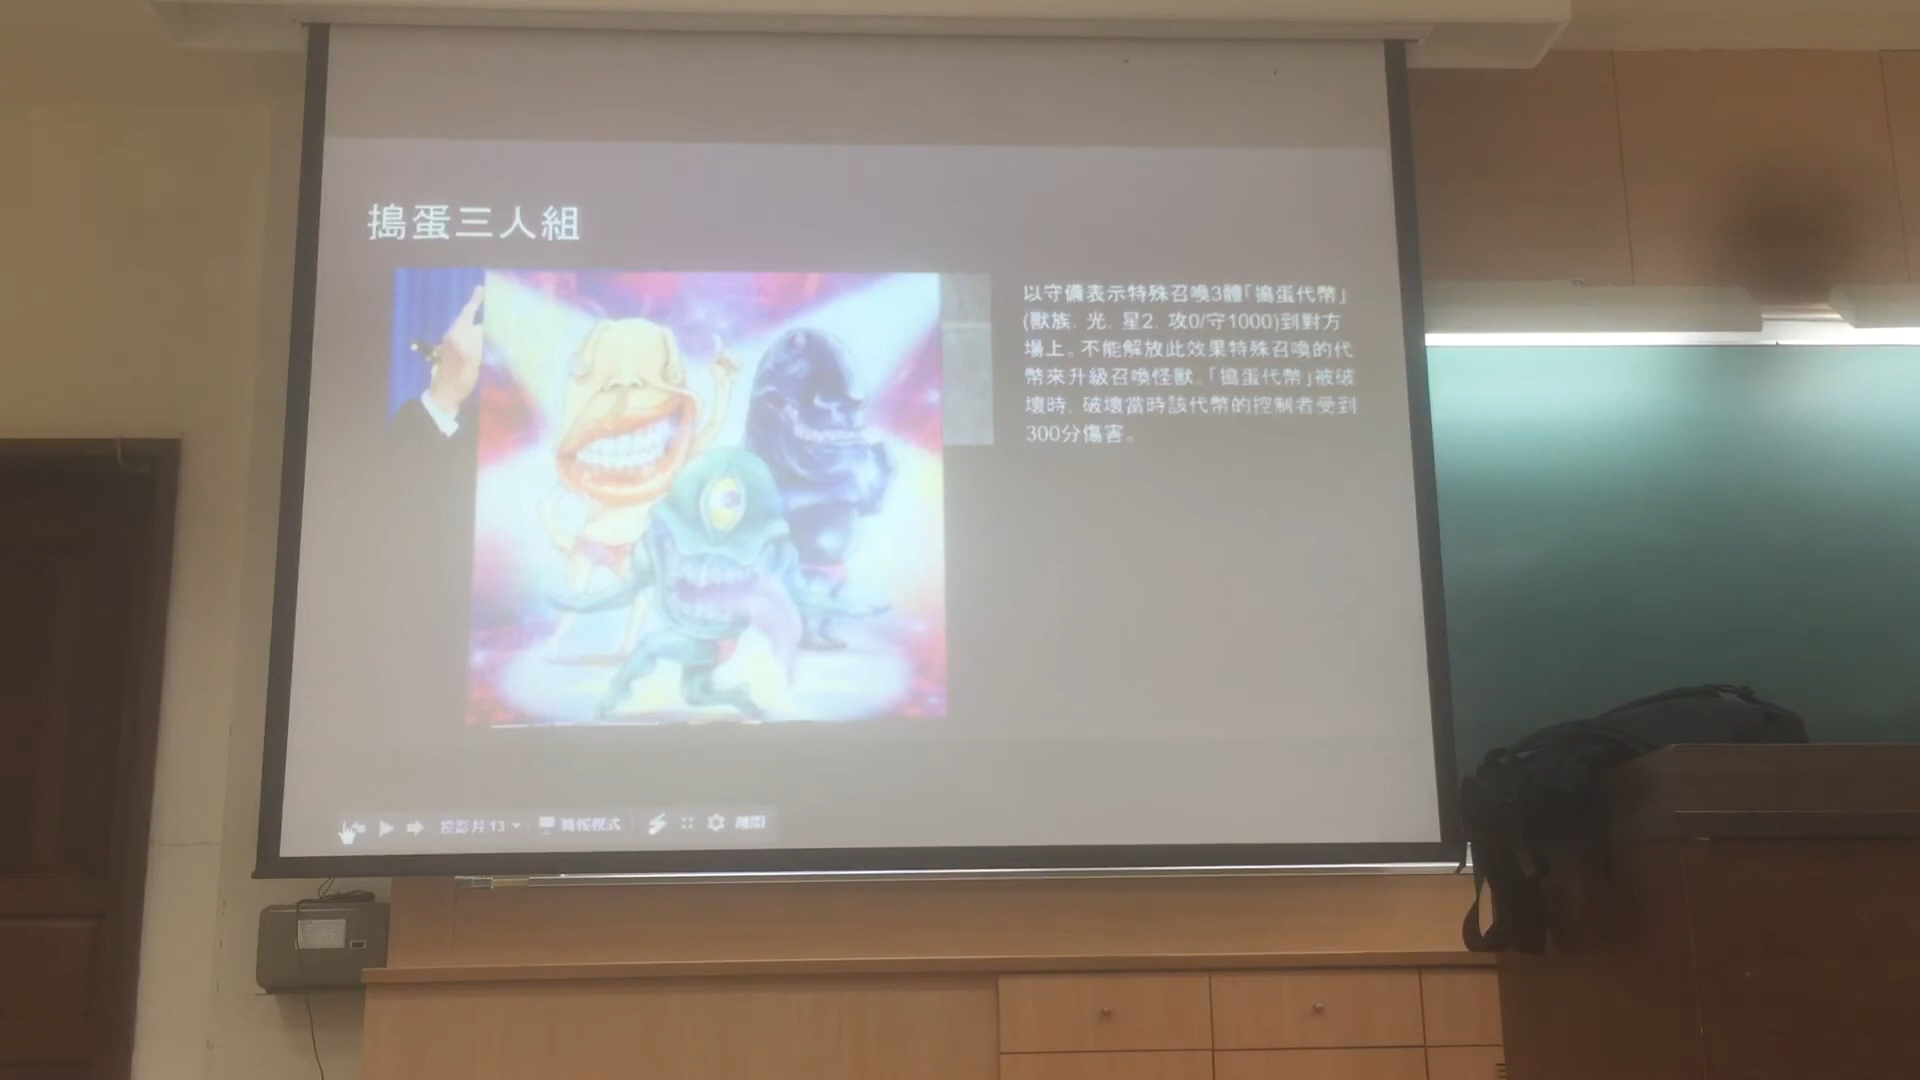 搗蛋三人組
以守備表示特殊召喚3體「搗蛋代幣」
(獸族．光．星2．攻0/守1000)到對方
場上。不能解放此效果特殊召喚的代
幣來升級召喚怪獸。「搗蛋代幣」被破
壞時，破壞當時該代幣的控制者受到
300分傷害。
投影片 13